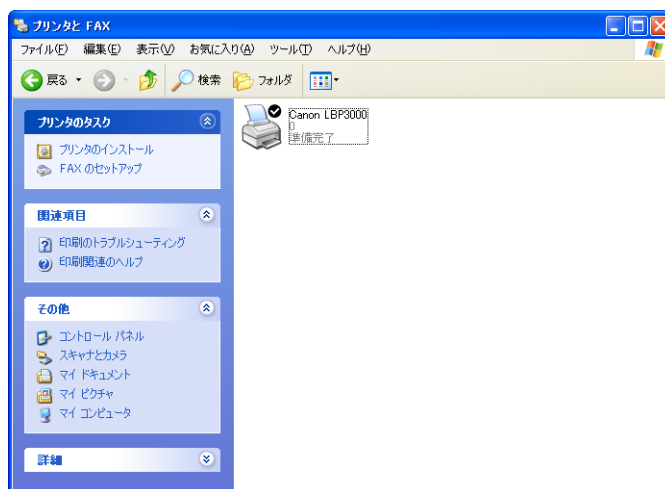 プリンタと FAX
ファイル(F) 編集(E) 表示(V) お気に入り(A) ツール(T) ヘルプ(H)
戻る 検索 フォルダ
プリンタのタスク
プリンタのインストール
FAX のセットアップ
関連項目
印刷のトラブルシューティング
印刷関連のヘルプ
その他
コントロール パネル
スキャナとカメラ
マイ ドキュメント
マイ ピクチャ
マイ コンピュータ
詳細
Canon LBP3000
0
準備完了